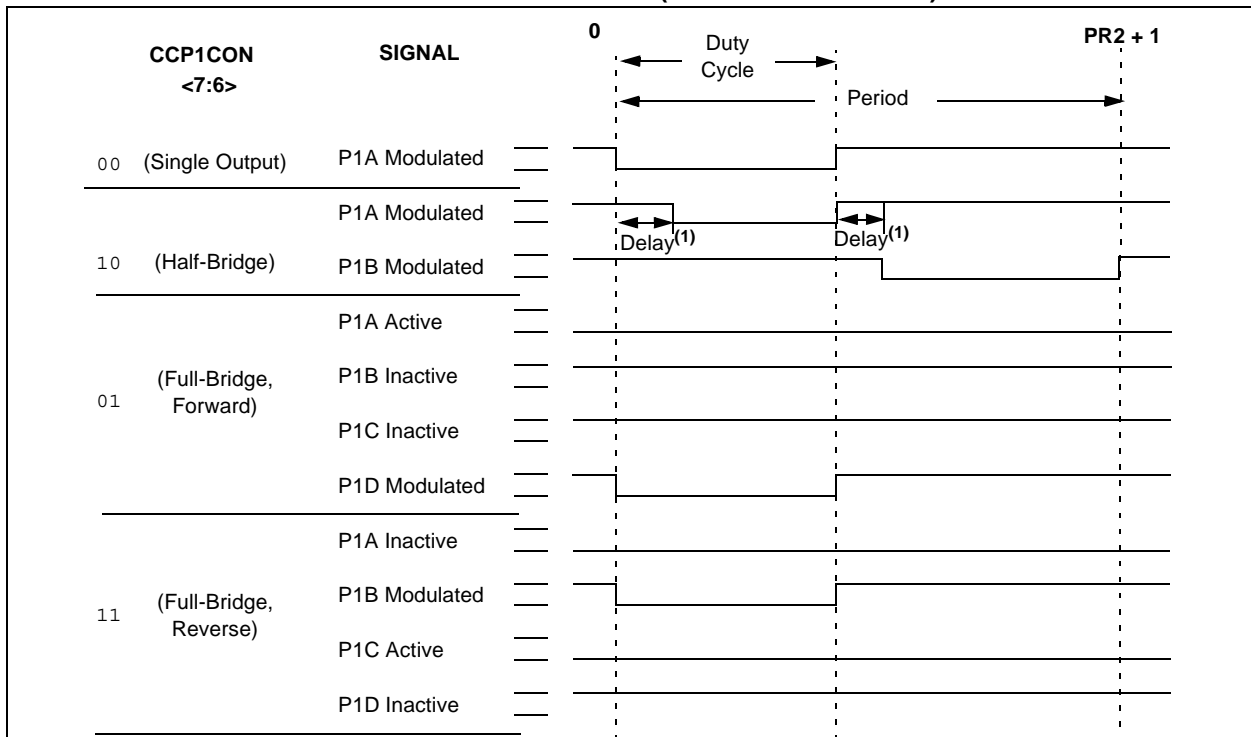 0
Duty
Cycle
PR2 + 1
CCP1CON
<7:6>
SIGNAL
Period
00 (Single Output) P1A Modulated
P1A Modulated
Delay(1)
Delay(1)
10 (Half-Bridge) P1B Modulated
P1A Active
01 (Full-Bridge,
Forward)
P1B Inactive
P1C Inactive
P1D Modulated
P1A Inactive
11 (Full-Bridge,
Reverse)
P1B Modulated
P1C Active
P1D Inactive